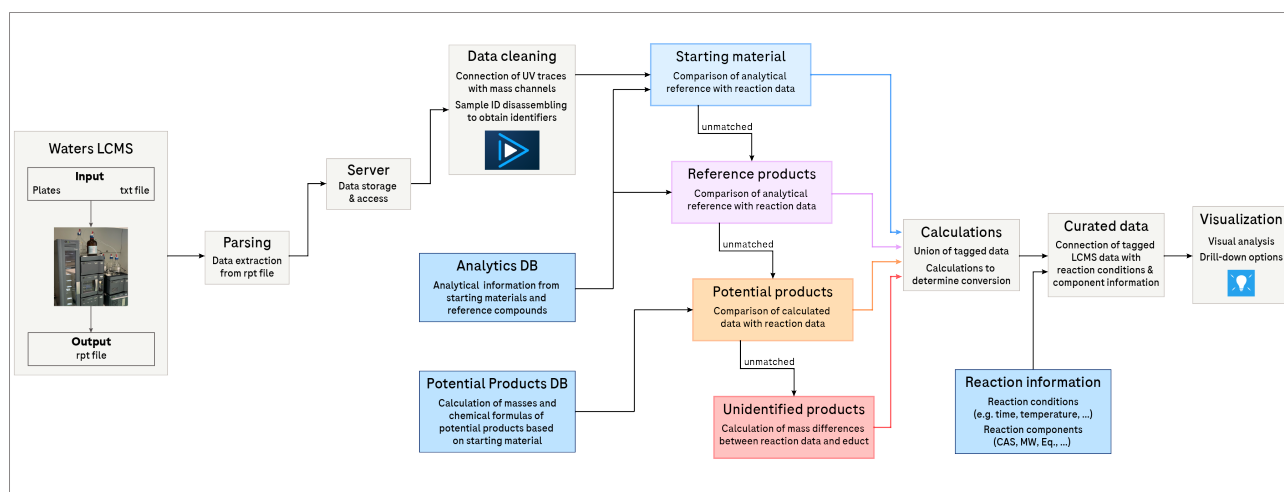 Waters LCMS
Input
Plates txt file
Output
rpt file
Parsing
Data extraction
from rpt file
Server
Data storage
& access
Data cleaning
Connection of UV traces
with mass channels
Sample ID disassembling
to obtain identifiers
Analytics DB
Analytical information from
starting materials and
reference compounds
Potential Products DB
Calculation of masses and
chemical formulas of
potential products based
on starting material
Starting material
Comparison of analytical
reference with reaction data
unmatched
Reference products
Comparison of analytical
reference with reaction data
unmatched
Potential products
Comparison of calculated
data with reaction data
unmatched
Unidentified products
Calculation of mass differences
between reaction data and educt
Calculations
Union of tagged data
Calculations to
determine conversion
Curated data
Connection of tagged
LCMS data with
reaction conditions &
component information
Reaction information
Reaction conditions
(e.g. time, temperature, ...)
Reaction components
(CAS, MW, Eq., ...)
Visualization
Visual analysis
Drill-down options